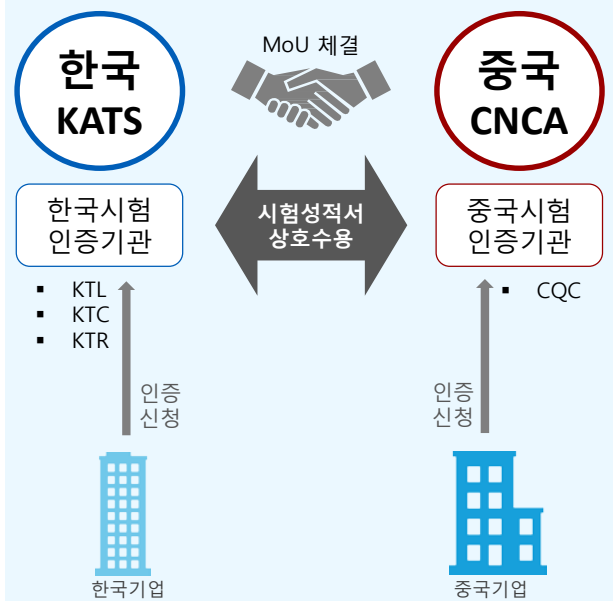 MoU 체결
한국
KATS
중국
CNCA
한국시험
인증기관
시험성적서
상호수용
중국시험
인증기관
▪ KTL
▪ KTC
▪ KTR
▪ CQC
인증
신청
인증
신청
한국기업
중국기업